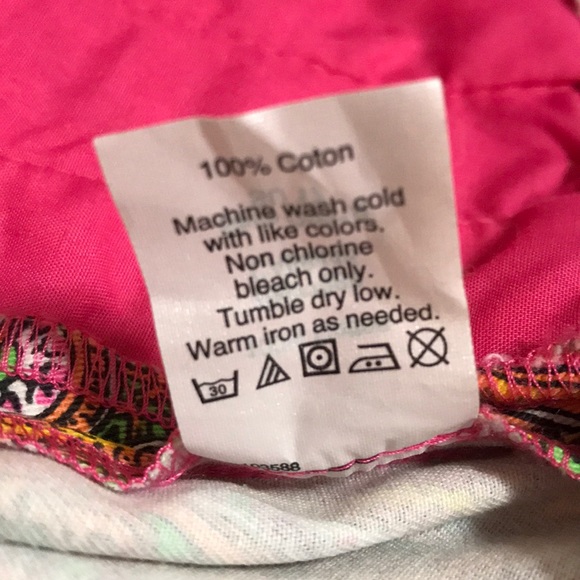 100% Coton
Machine wash cold
with like colors.
Non chlorine
bleach only.
Tumble dry low.
Warm iron as needed.
30